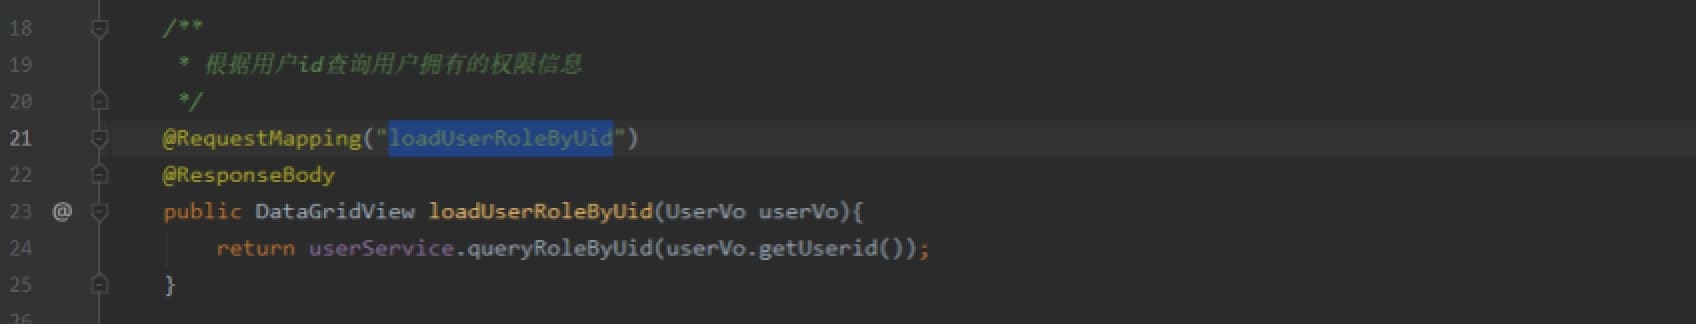 18 /**
19 * 根据用户id查询用户拥有的权限信息
20 */
21 @RequestMapping("loadUserRoleByUid")
22 @ResponseBody
23 @ public DataGridView loadUserRoleByUid(UserVo userVo){
24 return userService.queryRoleByUid(userVo.getUserid());
25 }
26